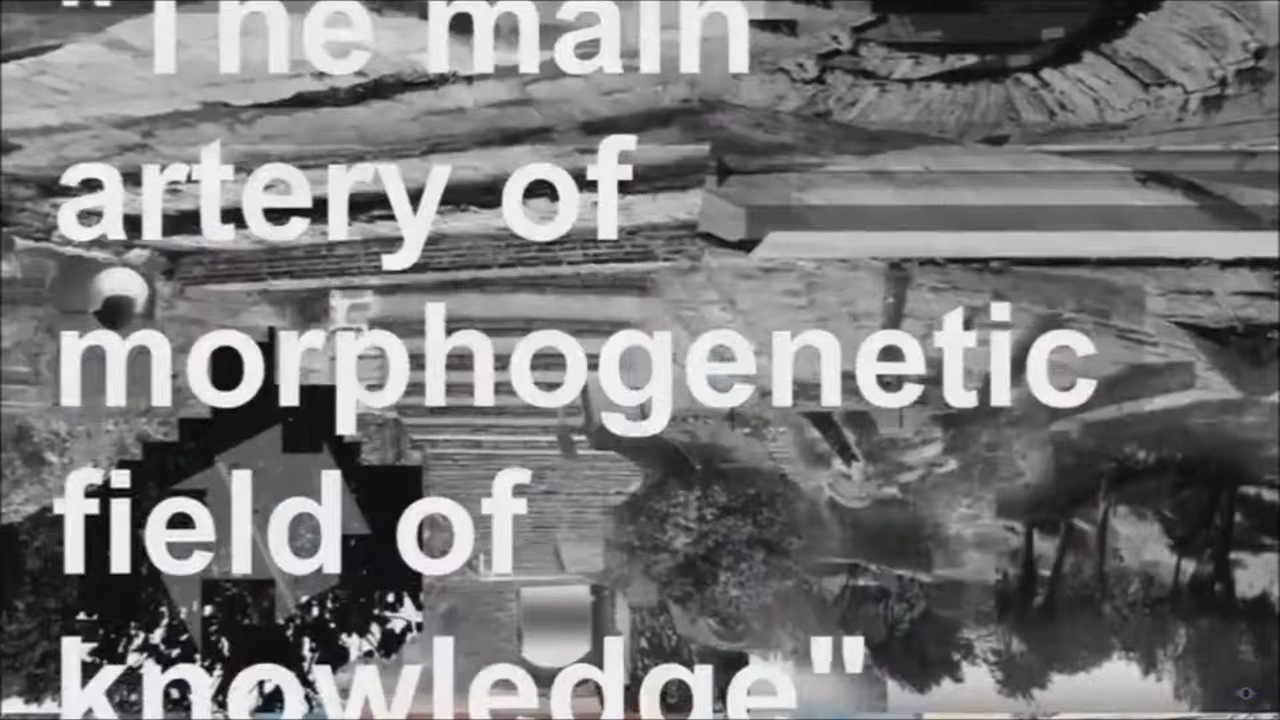 "The main
artery of
morphogenetic
field of
knowledge"